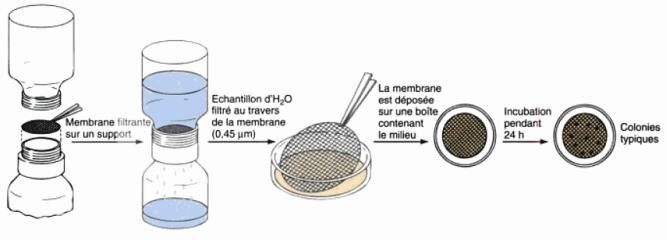 Membrane filtrante
sur un support
Echantillon d'H₂O
filtré au travers
de la membrane
(0,45 µm)
La membrane
est déposée
sur une boîte
contenant
le milieu
Incubation
pendant
24 h
Colonies
typiques